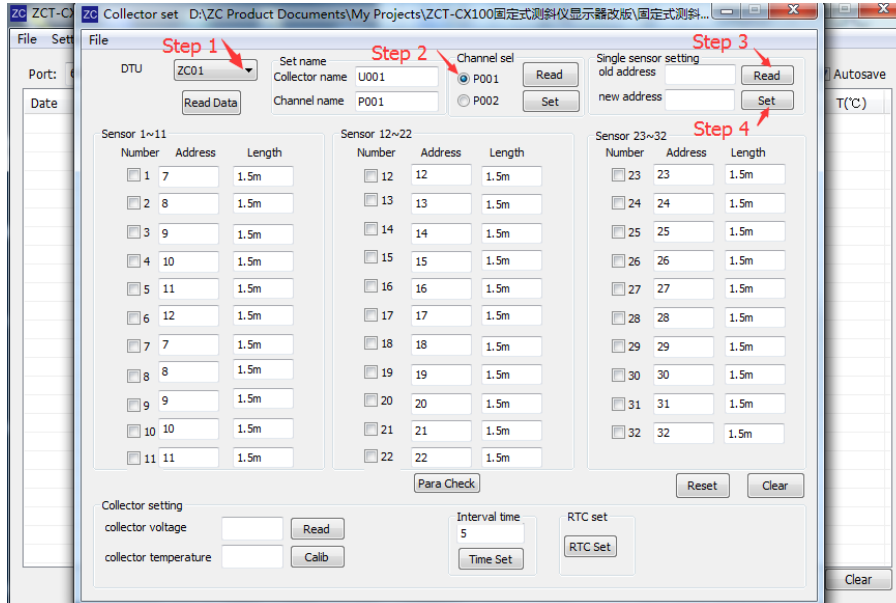 ZC ZCT-CX
ZC Collector set D:\ZC Product Documents\My Projects\ZCT-CX100固定式测斜仪显示器改版\固定式测斜...
File Sett
File
Port:
Autosave
Date
T(℃)
Step 1
Step 2
Step 3
Step 4
DTU
ZC01
Read Data
Set name
Collector name U001
Channel name P001
Channel sel
P001 Read
P002 Set
Single sensor setting
old address Read
new address Set
Sensor 1~11
Number Address Length
1 7 1.5m
2 8 1.5m
3 9 1.5m
4 10 1.5m
5 11 1.5m
6 12 1.5m
7 7 1.5m
8 8 1.5m
9 9 1.5m
10 10 1.5m
11 11 1.5m
Sensor 12~22
Number Address Length
12 12 1.5m
13 13 1.5m
14 14 1.5m
15 15 1.5m
16 16 1.5m
17 17 1.5m
18 18 1.5m
19 19 1.5m
20 20 1.5m
21 21 1.5m
22 22 1.5m
Sensor 23~32
Number Address Length
23 23 1.5m
24 24 1.5m
25 25 1.5m
26 26 1.5m
27 27 1.5m
28 28 1.5m
29 29 1.5m
30 30 1.5m
31 31 1.5m
32 32 1.5m
Para Check
Reset
Clear
Collector setting
collector voltage Read
collector temperature Calib
Interval time
5
Time Set
RTC set
RTC Set
Clear